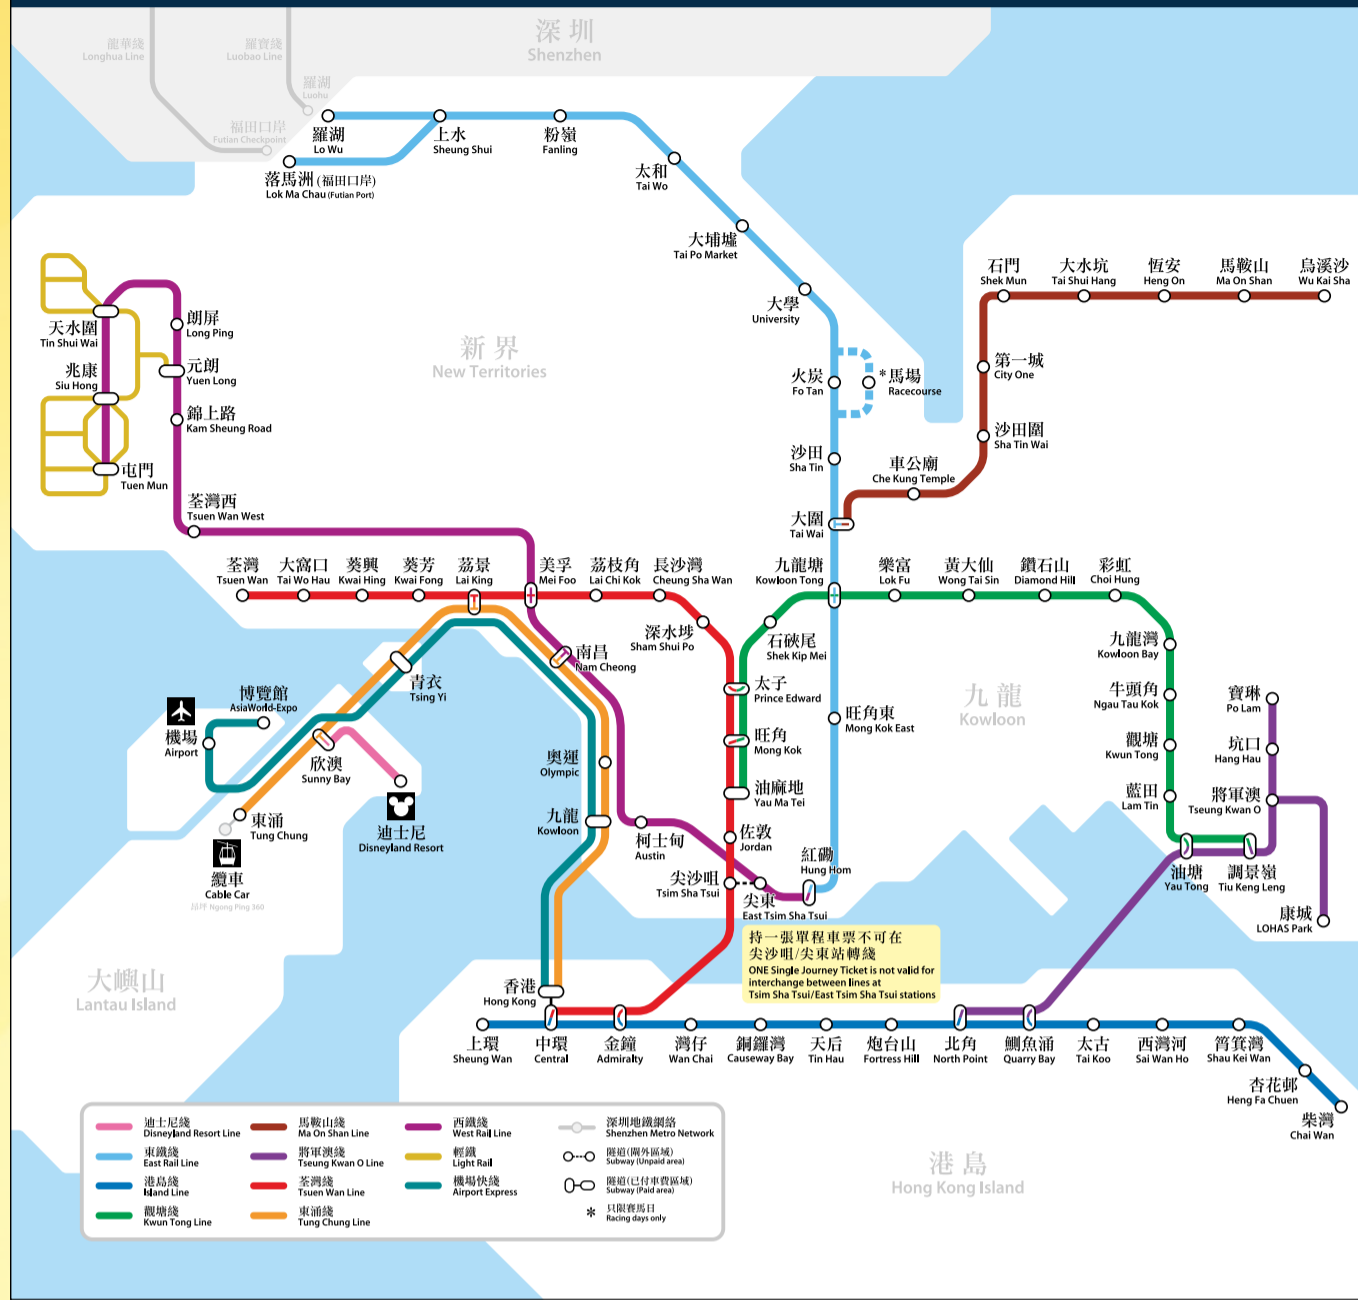 深圳
Shenzhen
龍華綫
Longhua Line
羅寶綫
Luobao Line
羅湖
Luohu
福田口岸
Futian Checkpoint
羅湖
Lo Wu
上水
Sheung Shui
粉嶺
Fanling
落馬洲 (福田口岸)
Lok Ma Chau (Futian Port)
太和
Tai Wo
大埔墟
Tai Po Market
大學
University
石門
Shek Mun
大水坑
Tai Shui Hang
恆安
Heng On
馬鞍山
Ma On Shan
烏溪沙
Wu Kai Sha
天水圍
Tin Shui Wai
朗屏
Long Ping
兆康
Siu Hong
元朗
Yuen Long
錦上路
Kam Sheung Road
屯門
Tuen Mun
新界
New Territories
火炭
Fo Tan
*馬場
Racecourse
第一城
City One
沙田圍
Sha Tin Wai
沙田
Sha Tin
車公廟
Che Kung Temple
大圍
Tai Wai
荃灣西
Tsuen Wan West
荃灣
Tsuen Wan
大窩口
Tai Wo Hau
葵興
Kwai Hing
葵芳
Kwai Fong
荔景
Lai King
美孚
Mei Foo
荔枝角
Lai Chi Kok
長沙灣
Cheung Sha Wan
九龍塘
Kowloon Tong
樂富
Lok Fu
黃大仙
Wong Tai Sin
鑽石山
Diamond Hill
彩虹
Choi Hung
深水埗
Sham Shui Po
石硤尾
Shek Kip Mei
九龍灣
Kowloon Bay
南昌
Nam Cheong
青衣
Tsing Yi
太子
Prince Edward
九龍
Kowloon
牛頭角
Ngau Tau Kok
寶琳
Po Lam
博覽館
AsiaWorld-Expo
機場
Airport
旺角
Mong Kok
旺角東
Mong Kok East
觀塘
Kwun Tong
坑口
Hang Hau
欣澳
Sunny Bay
奧運
Olympic
油麻地
Yau Ma Tei
藍田
Lam Tin
將軍澳
Tseung Kwan O
東涌
Tung Chung
迪士尼
Disneyland Resort
九龍
Kowloon
柯士甸
Austin
佐敦
Jordan
紅磡
Hung Hom
油塘
Yau Tong
調景嶺
Tiu Keng Leng
纜車
Cable Car
昂坪 Ngong Ping 360
尖沙咀
Tsim Sha Tsui
尖東
East Tsim Sha Tsui
康城
LOHAS Park
持一張單程車票不可在
尖沙咀/尖東站轉綫
ONE Single Journey Ticket is not valid for
interchange between lines at
Tsim Sha Tsui/East Tsim Sha Tsui stations
大嶼山
Lantau Island
香港
Hong Kong
上環
Sheung Wan
中環
Central
金鐘
Admiralty
灣仔
Wan Chai
銅鑼灣
Causeway Bay
天后
Tin Hau
炮台山
Fortress Hill
北角
North Point
鰂魚涌
Quarry Bay
太古
Tai Koo
西灣河
Sai Wan Ho
筲箕灣
Shau Kei Wan
杏花邨
Heng Fa Chuen
柴灣
Chai Wan
港島
Hong Kong Island
迪士尼綫
Disneyland Resort Line
東鐵綫
East Rail Line
港島綫
Island Line
觀塘綫
Kwun Tong Line
馬鞍山綫
Ma On Shan Line
將軍澳綫
Tseung Kwan O Line
荃灣綫
Tsuen Wan Line
東涌綫
Tung Chung Line
西鐵綫
West Rail Line
輕鐵
Light Rail
機場快綫
Airport Express
深圳地鐵網絡
Shenzhen Metro Network
隧道(閘外區域)
Subway (Unpaid area)
隧道(已付車費區域)
Subway (Paid area)
* 只限賽馬日
Racing days only